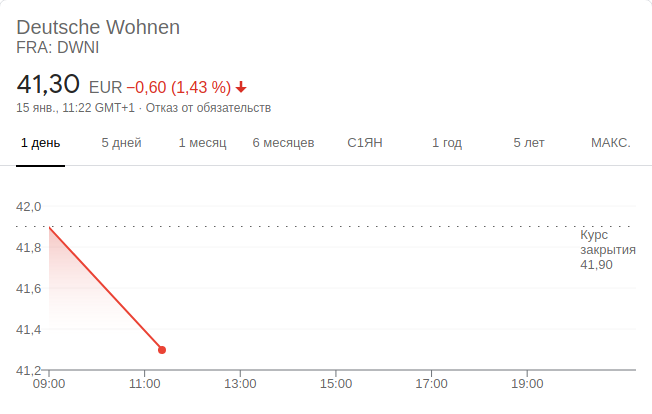 Deutsche Wohnen
FRA: DWNI
41,30 EUR −0,60 (1,43 %)
15 янв., 11:22 GMT+1 · Отказ от обязательств
1 день 5 дней 1 месяц 6 месяцев С1ЯН 1 год 5 лет МАКС.
42,0
Курс
41,8
закрытия
41,90
41,6
41,4
41,2
09:00 11:00 13:00 15:00 17:00 19:00